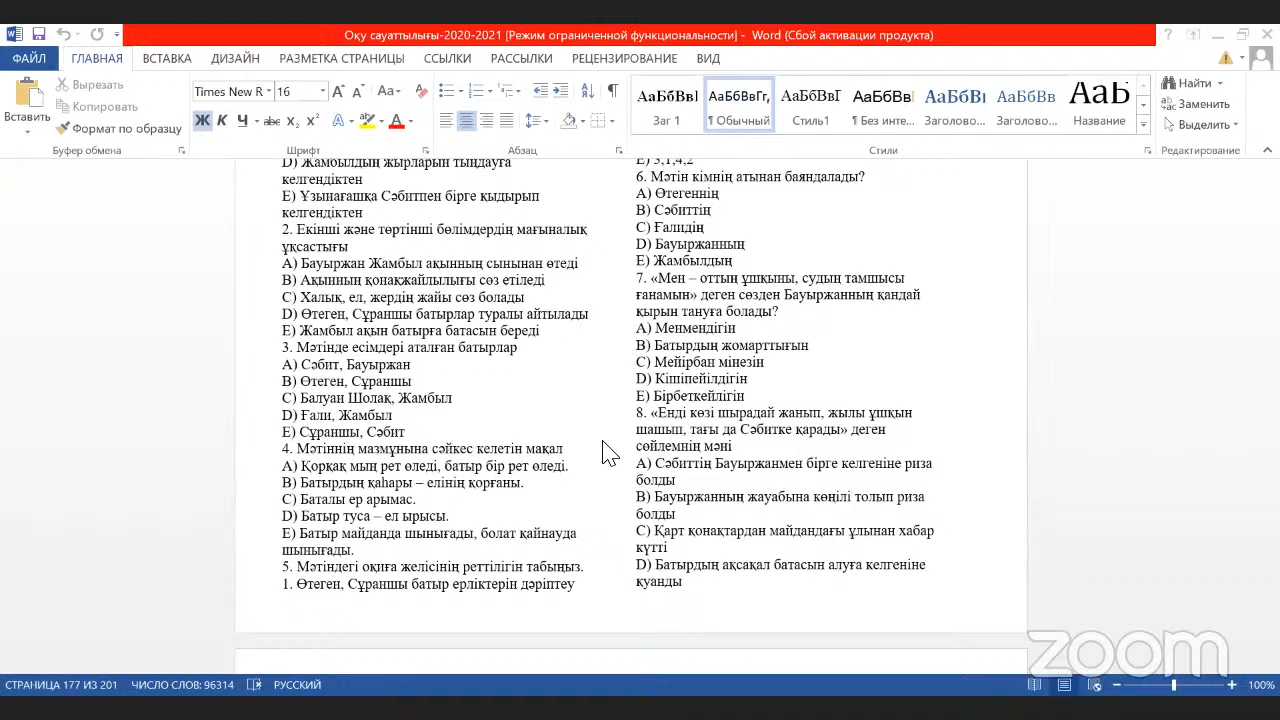 Оқу сауаттылығы-2020-2021 [Режим ограниченной функциональности] - Word (Сбой активации продукта)
ФАЙЛ ГЛАВНАЯ ВСТАВКА ДИЗАЙН РАЗМЕТКА СТРАНИЦЫ ССЫЛКИ РАССЫЛКИ РЕЦЕНЗИРОВАНИЕ ВИД
Вставить
Вырезать
Копировать
Формат по образцу
Буфер обмена
Times New R 16
Шрифт
Абзац
АаБбВвІ АаБбВвГг, АаБбВвГ АаБбВвІ АаБбВІ АаБбВв АаБ
Заг 1 ¶ Обычный Стиль1 ¶ Без инте... Заголово... Заголово... Название
Стили
Найти
Заменить
Выделить
Редактирование
D) Жамбылдың жырларын тыңдауға
келгендіктен
E) Ұзынағашқа Сәбитпен бірге қыдырып
келгендіктен
2. Екінші және төртінші бөлімдердің мағыналық
ұқсастығы
A) Бауыржан Жамбыл ақынның сынынан өтеді
B) Ақынның қонақжайлылығы сөз етіледі
C) Халық, ел, жердің жайы сөз болады
D) Өтеген, Сұраншы батырлар туралы айтылады
E) Жамбыл ақын батырға батасын береді
3. Мәтінде есімдері аталған батырлар
A) Сәбит, Бауыржан
B) Өтеген, Сұраншы
C) Балуан Шолақ, Жамбыл
D) Ғали, Жамбыл
E) Сұраншы, Сәбит
4. Мәтіннің мазмұнына сәйкес келетін мақал
A) Қорқақ мың рет өледі, батыр бір рет өледі.
B) Батырдың қаһары – елінің қорғаны.
C) Баталы ер арымас.
D) Батыр туса – ел ырысы.
E) Батыр майданда шынығады, болат қайнауда
шынығады.
5. Мәтіндегі оқиға желісінің реттілігін табыңыз.
1. Өтеген, Сұраншы батыр ерліктерін дәріптеу
E) 3,1,4,2
6. Мәтін кімнің атынан баяндалады?
A) Өтегеннің
B) Сәбиттің
C) Ғалидің
D) Бауыржанның
E) Жамбылдың
7. «Мен – оттың ұшқыны, судың тамшысы
ғанамын» деген сөзден Бауыржанның қандай
қырын тануға болады?
A) Менмендігін
B) Батырдың жомарттығын
C) Мейірбан мінезін
D) Кішіпейілдігін
E) Бірбеткейлігін
8. «Енді көзі шырадай жанып, жылы ұшқын
шашып, тағы да Сәбитке қарады» деген
сөйлемнің мәні
A) Сәбиттің Бауыржанмен бірге келгеніне риза
болды
B) Бауыржанның жауабына көңілі толып риза
болды
C) Қарт қонақтардан майдандағы ұлынан хабар
күтті
D) Батырдың ақсақал батасын алуға келгеніне
қуанды
zoom
СТРАНИЦА 177 ИЗ 201 ЧИСЛО СЛОВ: 96314 РУССКИЙ 100%